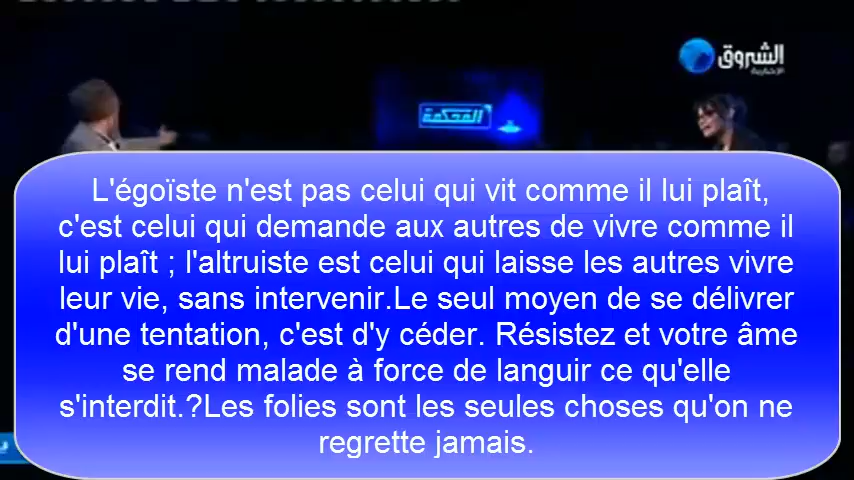 الشروق
الإخبارية
المحكمة
L'égoïste n'est pas celui qui vit comme il lui plaît,
c'est celui qui demande aux autres de vivre comme il
lui plaît ; l'altruiste est celui qui laisse les autres vivre
leur vie, sans intervenir.Le seul moyen de se délivrer
d'une tentation, c'est d'y céder. Résistez et votre âme
se rend malade à force de languir ce qu'elle
s'interdit.?Les folies sont les seules choses qu'on ne
regrette jamais.